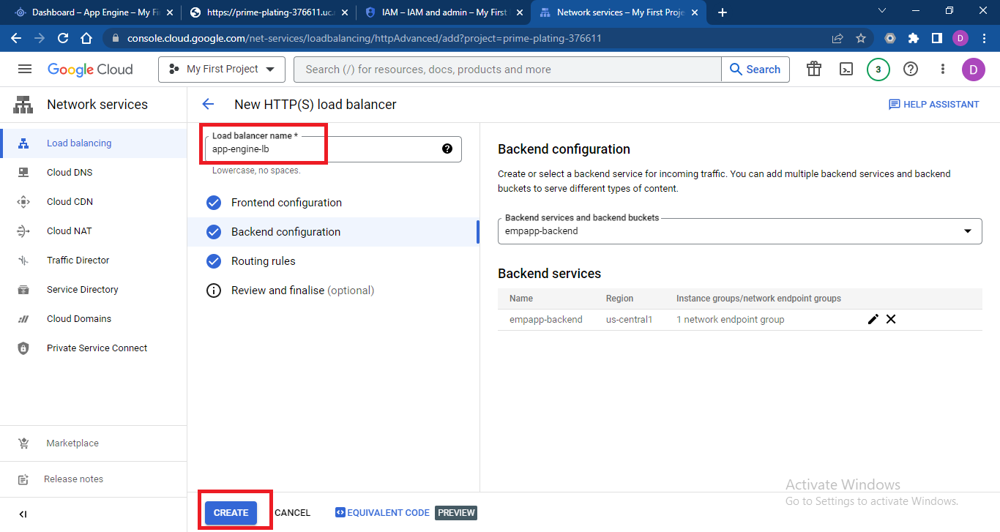 Dashboard – App Engine – My Fi
https://prime-plating-376611.uc.
IAM – IAM and admin – My First
Network services – My First Proje
console.cloud.google.com/net-services/loadbalancing/httpAdvanced/add?project=prime-plating-376611
D
Google Cloud
My First Project
Search (/) for resources, docs, products and more
Search
3
D
Network services
New HTTP(S) load balancer
HELP ASSISTANT
Load balancing
Cloud DNS
Cloud CDN
Cloud NAT
Traffic Director
Service Directory
Cloud Domains
Private Service Connect
Marketplace
Release notes
Load balancer name *
app-engine-lb
Lowercase, no spaces.
Frontend configuration
Backend configuration
Routing rules
Review and finalise (optional)
Backend configuration
Create or select a backend service for incoming traffic. You can add multiple backend services and backend
buckets to serve different types of content.
Backend services and backend buckets
empapp-backend
Backend services
Name Region Instance groups/network endpoint groups
empapp-backend us-central1 1 network endpoint group
CREATE
CANCEL
EQUIVALENT CODE
PREVIEW
Activate Windows
Go to Settings to activate Windows.